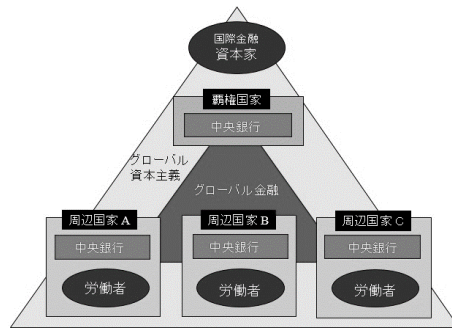 国際金融
資本家
覇権国家
中央銀行
グローバル
資本主義
グローバル金融
周辺国家A
周辺国家B
周辺国家C
中央銀行
中央銀行
中央銀行
労働者
労働者
労働者